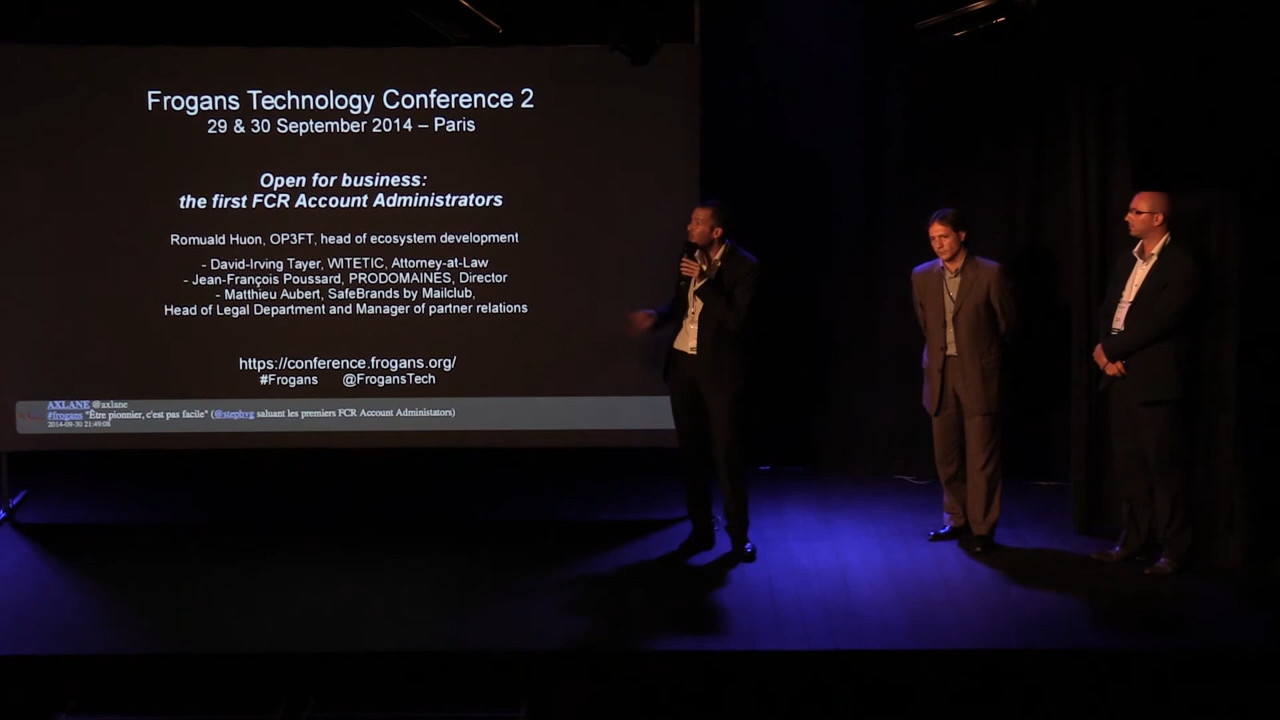 Frogans Technology Conference 2
29 & 30 September 2014 – Paris
Open for business:
the first FCR Account Administrators
Romuald Huon, OP3FT, head of ecosystem development
- David-Irving Tayer, WITETIC, Attorney-at-Law
- Jean-François Poussard, PRODOMAINES, Director
- Matthieu Aubert, SafeBrands by Mailclub,
Head of Legal Department and Manager of partner relations
https://conference.frogans.org/
#Frogans @FrogansTech
AXLANE @axlane
#frogans "Être pionnier, c'est pas facile" (@stephvg saluant les premiers FCR Account Administators)
2014-09-30 21:49:08